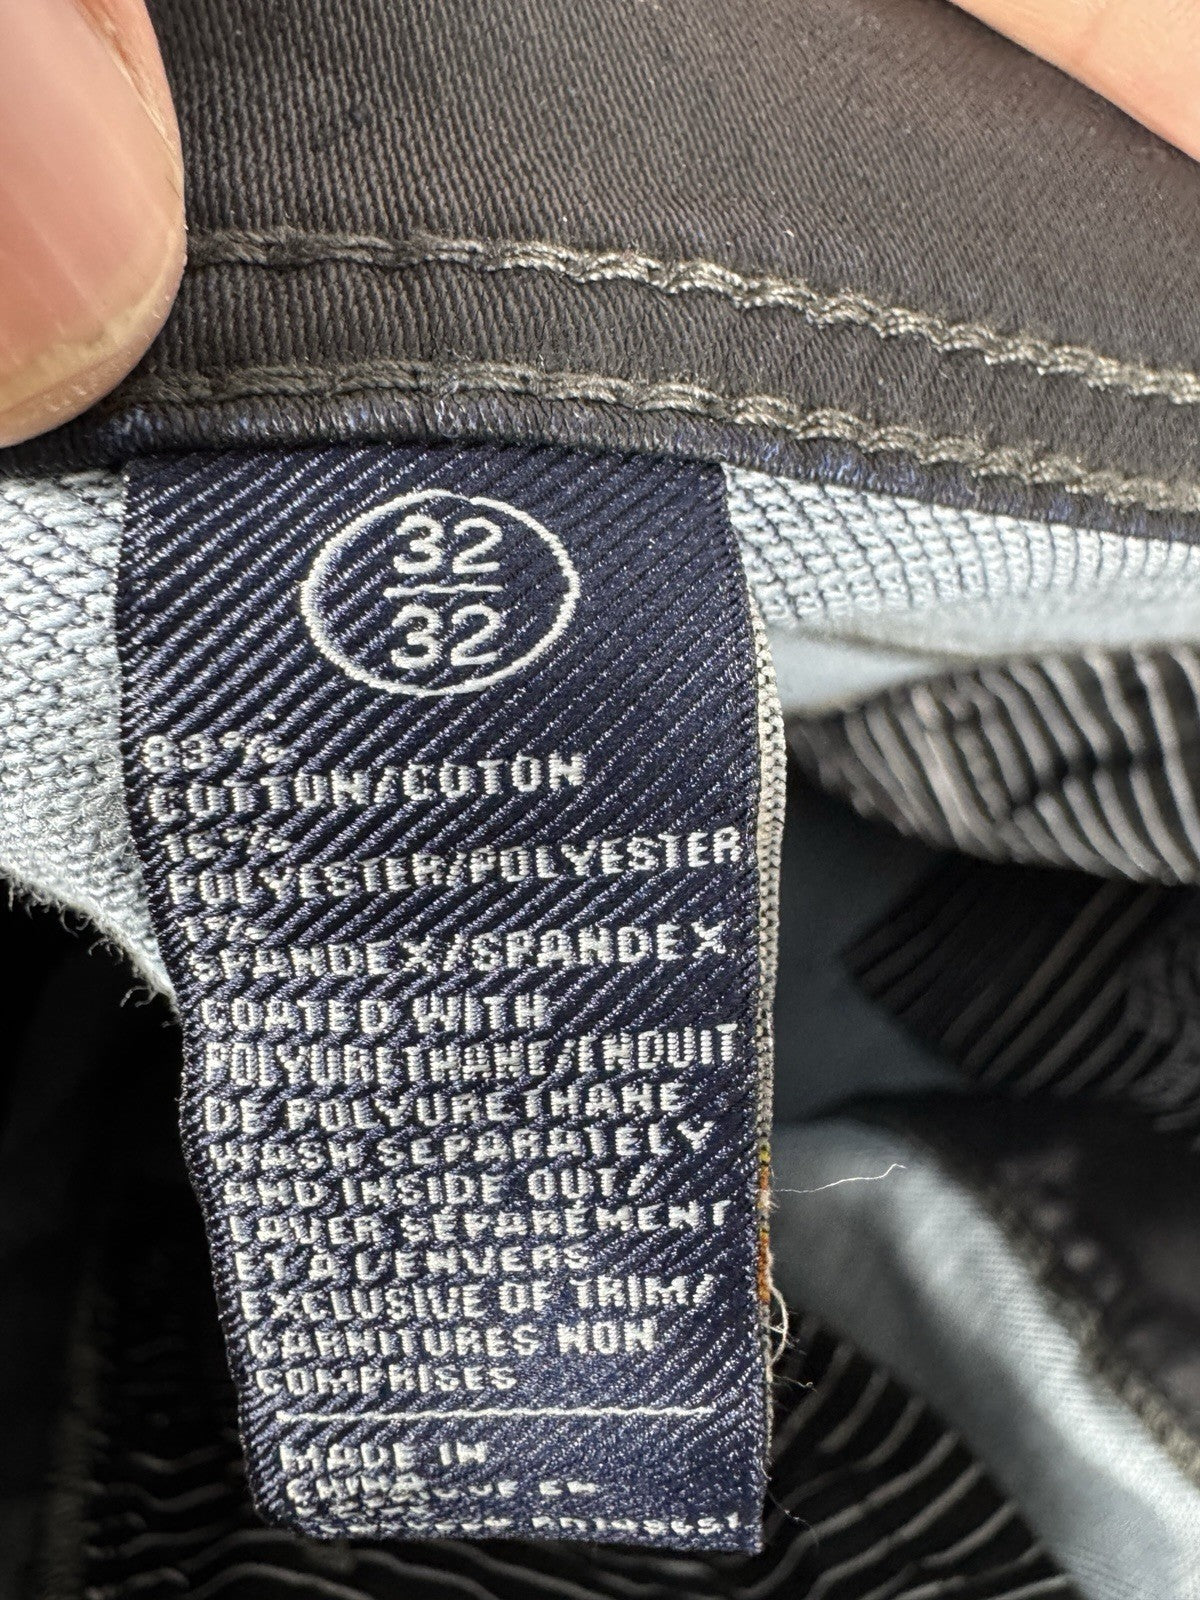 32
32
83%
COTTON/COTON
16%
POLYESTER/POLYESTER
1%
SPANDEX/SPANDEX
COATED WITH
POLYURETHANE/ENDUIT
DE POLYURETHANE
WASH SEPARATELY
AND INSIDE OUT/
LAVER SÉPARÉMENT
ET A L'ENVERS
EXCLUSIVE OF TRIM/
GARNITURES NON
COMPRISES
MADE IN
CHINA